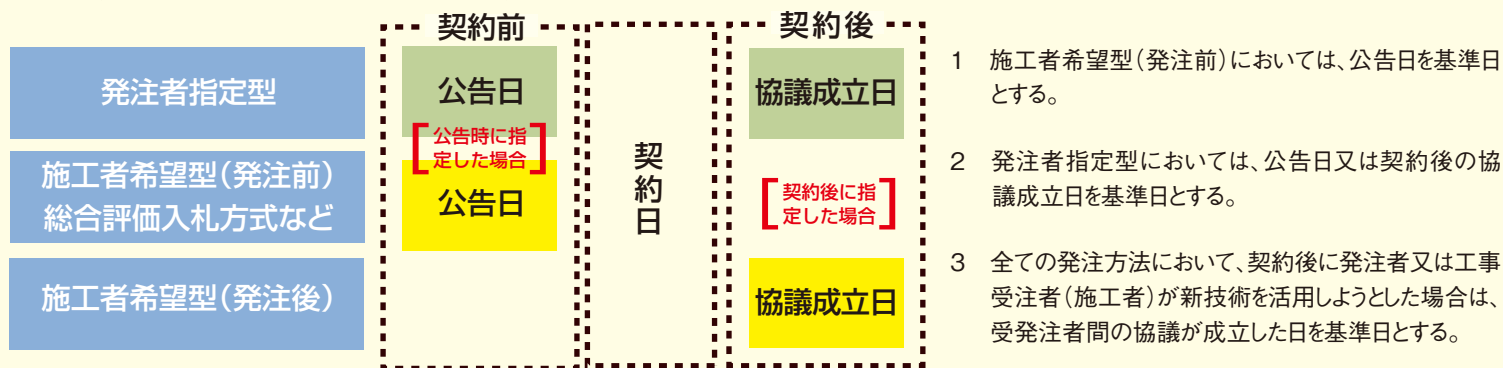 契約前
契約後
発注者指定型
公告日
協議成立日
公告時に指
定した場合
施工者希望型（発注前）
総合評価入札方式など
公告日
契約日
契約後に指
定した場合
施工者希望型（発注後）
協議成立日
1　施工者希望型（発注前）においては、公告日を基準日
とする。
2　発注者指定型においては、公告日又は契約後の協
議成立日を基準日とする。
3　全ての発注方法において、契約後に発注者又は工事
受注者（施工者）が新技術を活用しようとした場合は、
受発注者間の協議が成立した日を基準日とする。